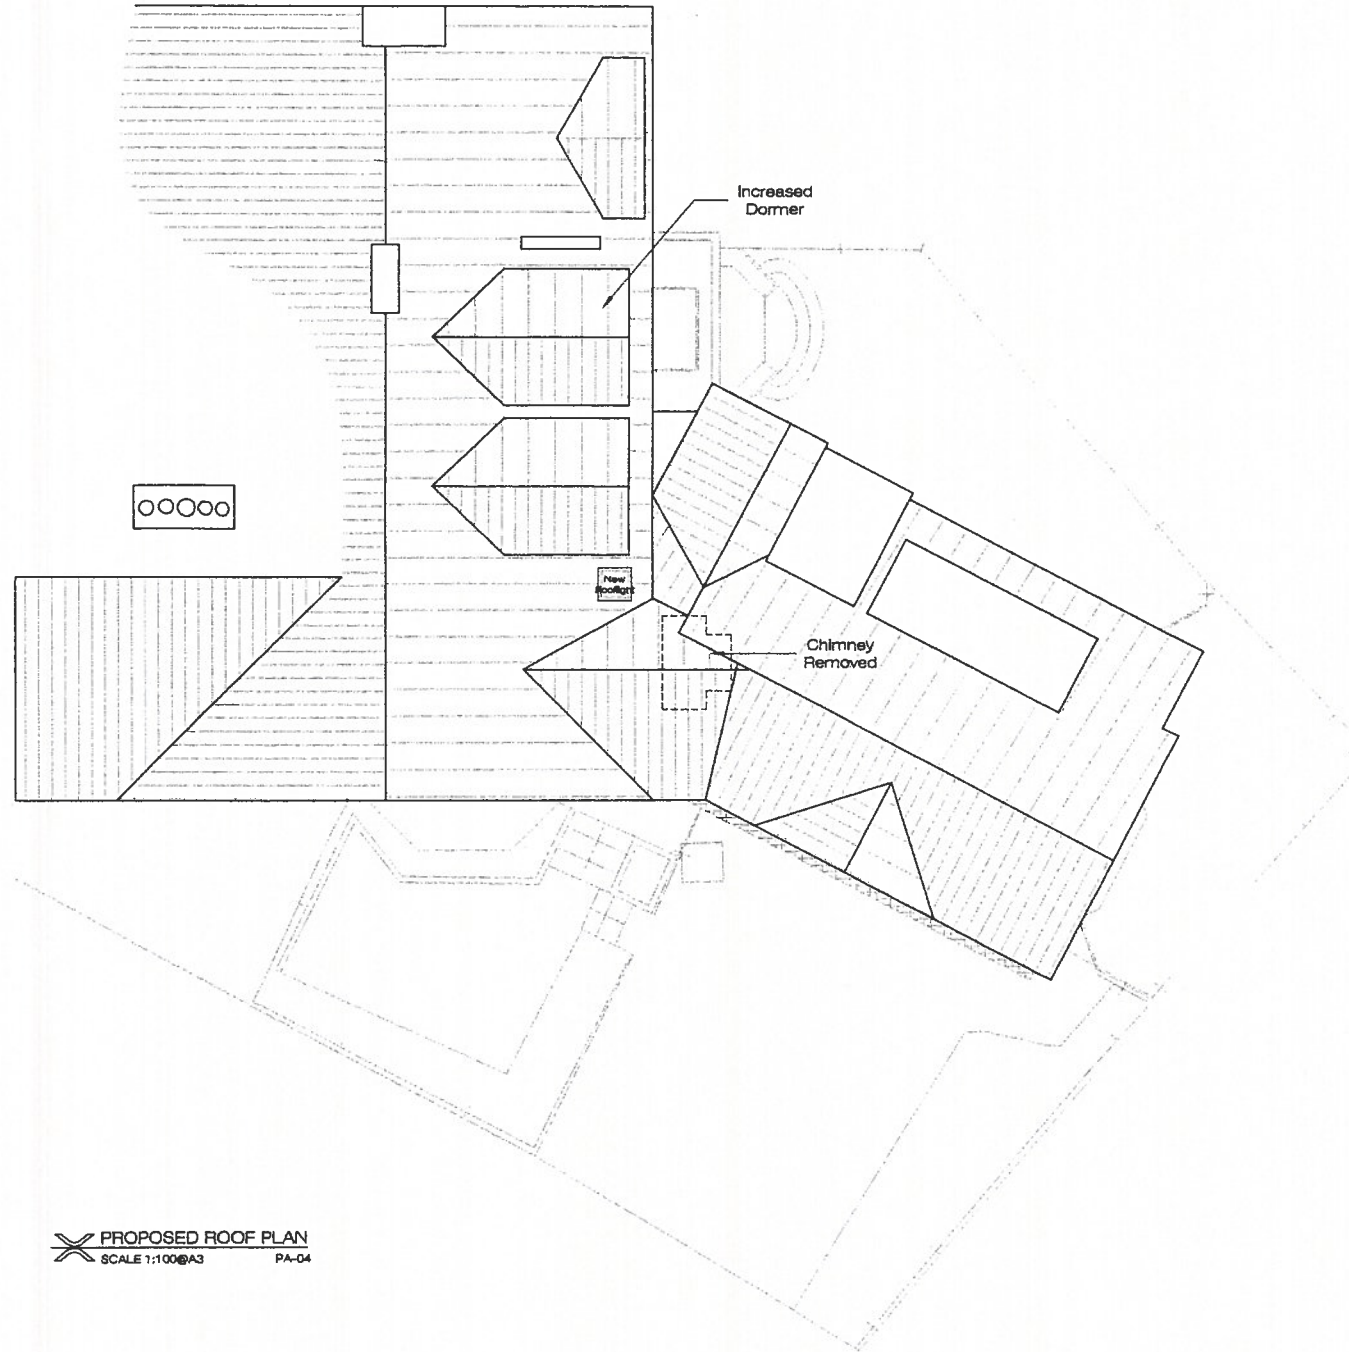 Increased
Dormer
New
Rooflight
Chimney
Removed
PROPOSED ROOF PLAN
SCALE 1:100@A3 PA-04